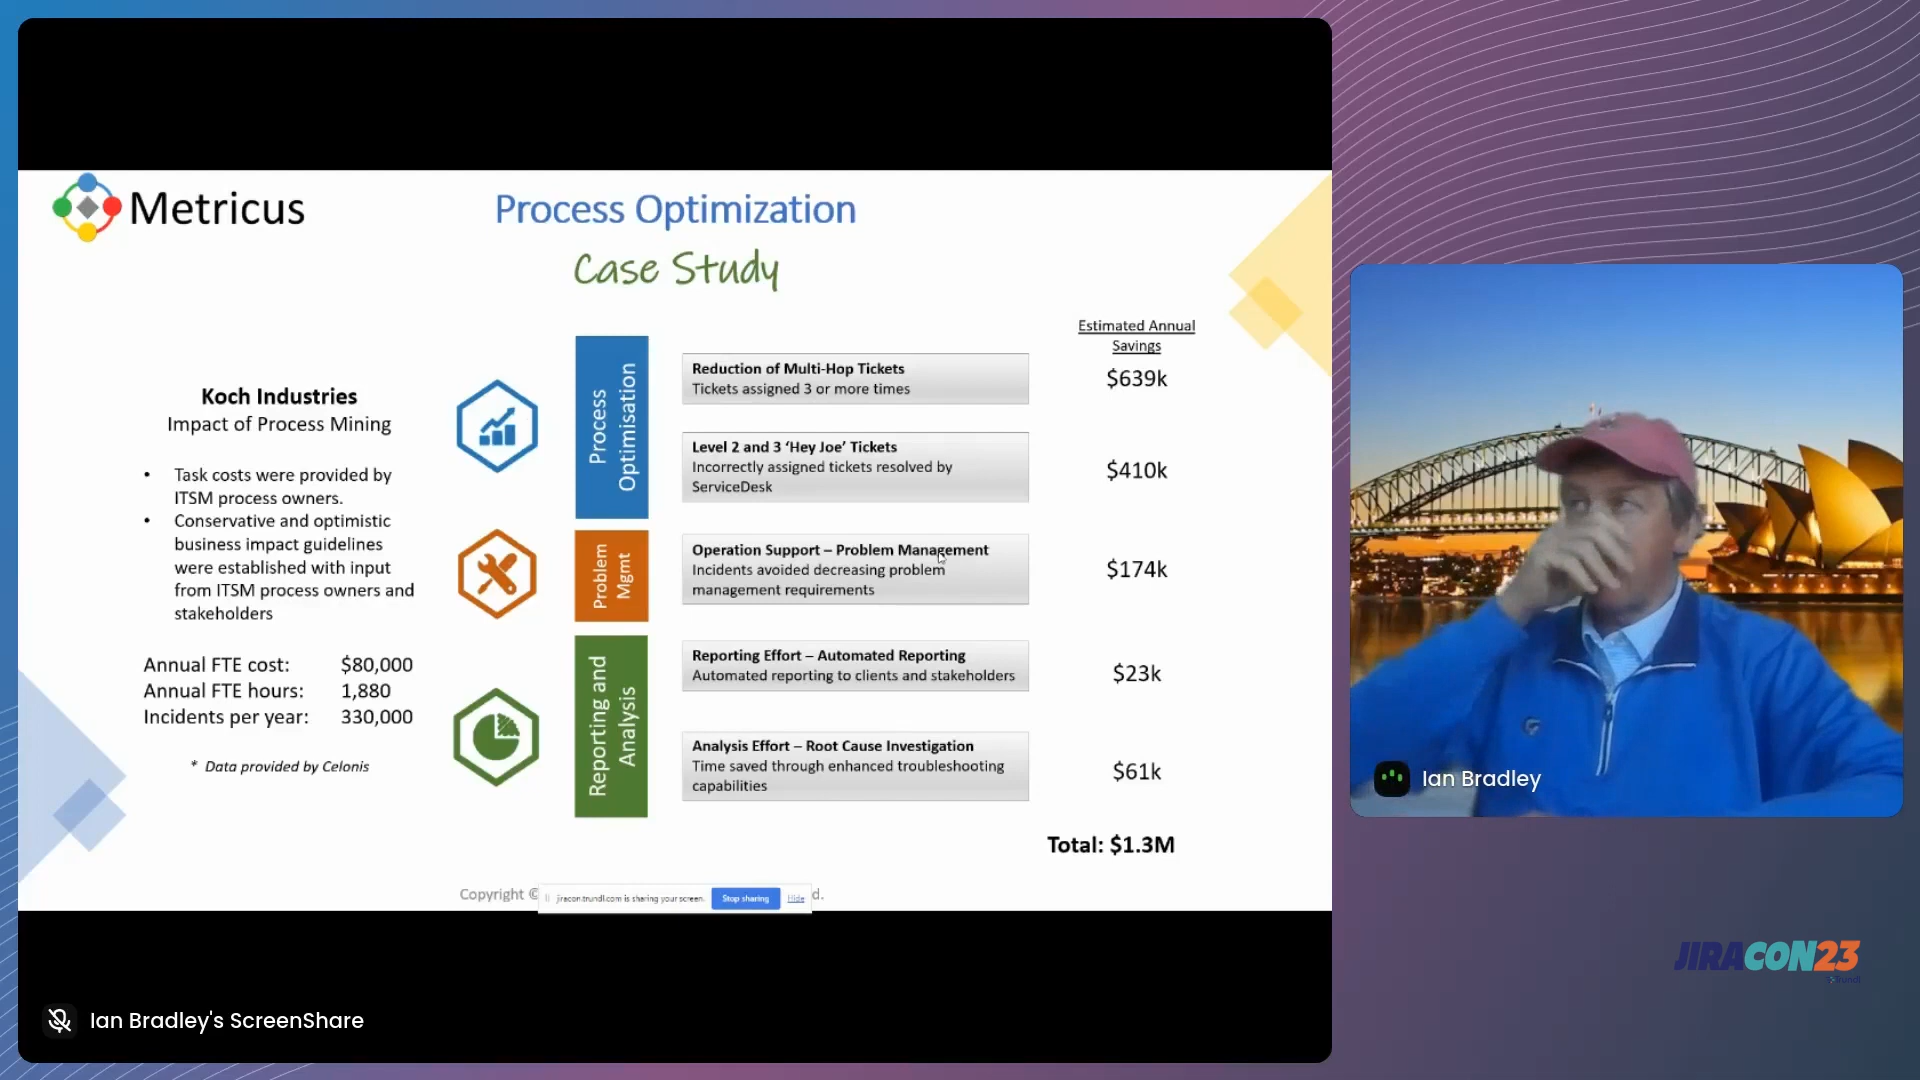 Metricus
Process Optimization
Case Study
Koch Industries
Impact of Process Mining
• Task costs were provided by
ITSM process owners.
• Conservative and optimistic
business impact guidelines
were established with input
from ITSM process owners and
stakeholders
Annual FTE cost: $80,000
Annual FTE hours: 1,880
Incidents per year: 330,000
* Data provided by Celonis
Process
Optimisation
Problem
Mgmt
Reporting and
Analysis
Reduction of Multi-Hop Tickets
Tickets assigned 3 or more times
Level 2 and 3 ‘Hey Joe’ Tickets
Incorrectly assigned tickets resolved by
ServiceDesk
Operation Support – Problem Management
Incidents avoided decreasing problem
management requirements
Reporting Effort – Automated Reporting
Automated reporting to clients and stakeholders
Analysis Effort – Root Cause Investigation
Time saved through enhanced troubleshooting
capabilities
Estimated Annual
Savings
$639k
$410k
$174k
$23k
$61k
Total: $1.3M
Copyright ©
jiracon.trundl.com is sharing your screen. Stop sharing Hide
d.
Ian Bradley's ScreenShare
Ian Bradley
JIRACON23